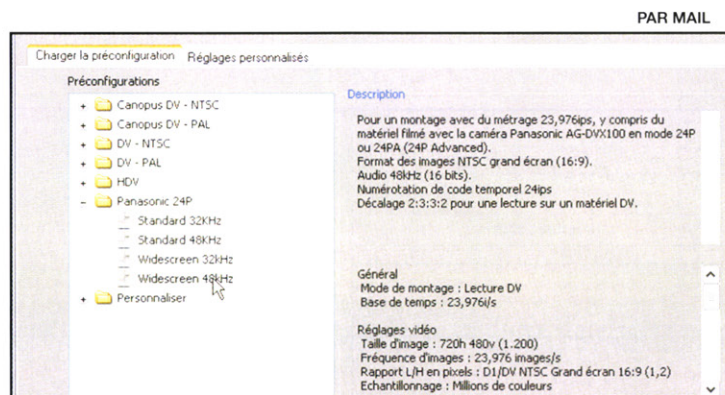 PAR MAIL
Charger la préconfiguration
Réglages personnalisés
Préconfigurations
+ Canopus DV - NTSC
+ Canopus DV - PAL
+ DV - NTSC
+ DV - PAL
+ HDV
– Panasonic 24P
Standard 32KHz
Standard 48KHz
Widescreen 32kHz
Widescreen 48kHz
+ Personnaliser
Description
Pour un montage avec du métrage 23,976ips, y compris du
matériel filmé avec la caméra Panasonic AG-DVX100 en mode 24P
ou 24PA (24P Advanced).
Format des images NTSC grand écran (16:9).
Audio 48kHz (16 bits).
Numérotation de code temporel 24ips
Décalage 2:3:3:2 pour une lecture sur un matériel DV.
Général
Mode de montage : Lecture DV
Base de temps : 23,976i/s
Réglages vidéo
Taille d'image : 720h 480v (1.200)
Fréquence d'images : 23,976 images/s
Rapport L/H en pixels : D1/DV NTSC Grand écran 16:9 (1,2)
Echantillonnage : Millions de couleurs